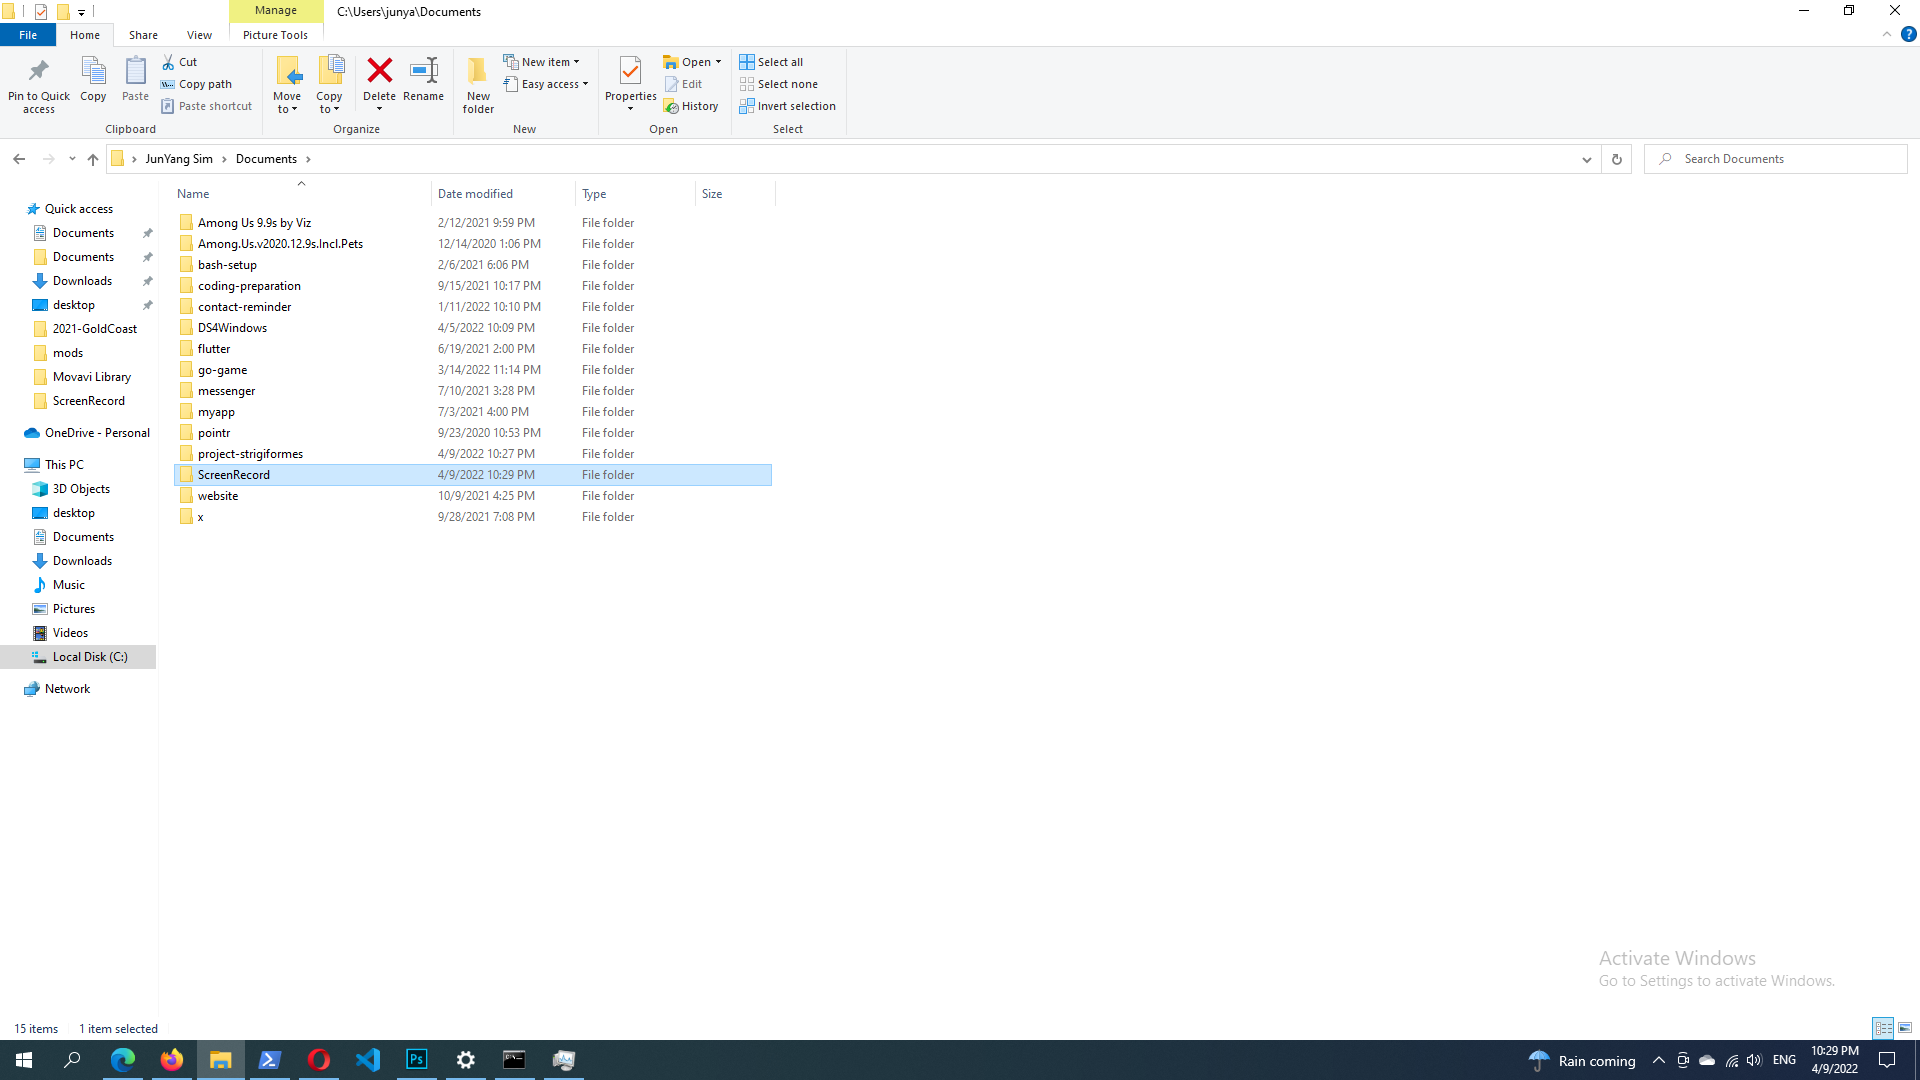 Manage
C:\Users\junya\Documents
File
Home
Share
View
Picture Tools
Pin to Quick access
Copy
Paste
Cut
Copy path
Paste shortcut
Clipboard
Move to
Copy to
Delete
Rename
Organize
New folder
New item
Easy access
New
Properties
Open
Edit
History
Open
Select all
Select none
Invert selection
Select
JunYang Sim > Documents >
Search Documents
Name
Date modified
Type
Size
Quick access
Documents
Documents
Downloads
desktop
2021-GoldCoast
mods
Movavi Library
ScreenRecord
OneDrive - Personal
This PC
3D Objects
desktop
Documents
Downloads
Music
Pictures
Videos
Local Disk (C:)
Network
Among Us 9.9s by Viz 2/12/2021 9:59 PM File folder
Among.Us.v2020.12.9s.Incl.Pets 12/14/2020 1:06 PM File folder
bash-setup 2/6/2021 6:06 PM File folder
coding-preparation 9/15/2021 10:17 PM File folder
contact-reminder 1/11/2022 10:10 PM File folder
DS4Windows 4/5/2022 10:09 PM File folder
flutter 6/19/2021 2:00 PM File folder
go-game 3/14/2022 11:14 PM File folder
messenger 7/10/2021 3:28 PM File folder
myapp 7/3/2021 4:00 PM File folder
pointr 9/23/2020 10:53 PM File folder
project-strigiformes 4/9/2022 10:27 PM File folder
ScreenRecord 4/9/2022 10:29 PM File folder
website 10/9/2021 4:25 PM File folder
x 9/28/2021 7:08 PM File folder
Activate Windows
Go to Settings to activate Windows.
15 items
1 item selected
Ps
Rain coming
ENG
10:29 PM
4/9/2022